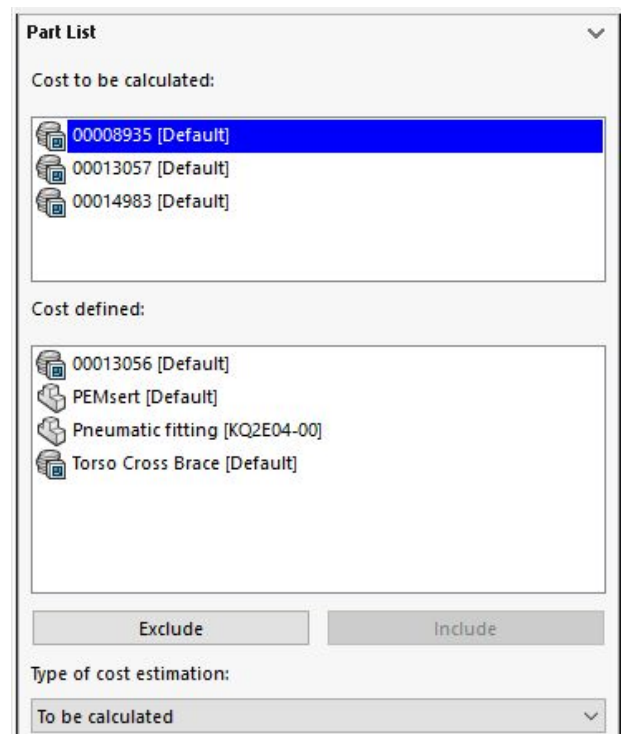 Part List
Cost to be calculated:
00008935 [Default]
00013057 [Default]
00014983 [Default]
Cost defined:
00013056 [Default]
PEMsert [Default]
Pneumatic fitting [KQ2E04-00]
Torso Cross Brace [Default]
Exclude Include
Type of cost estimation:
To be calculated